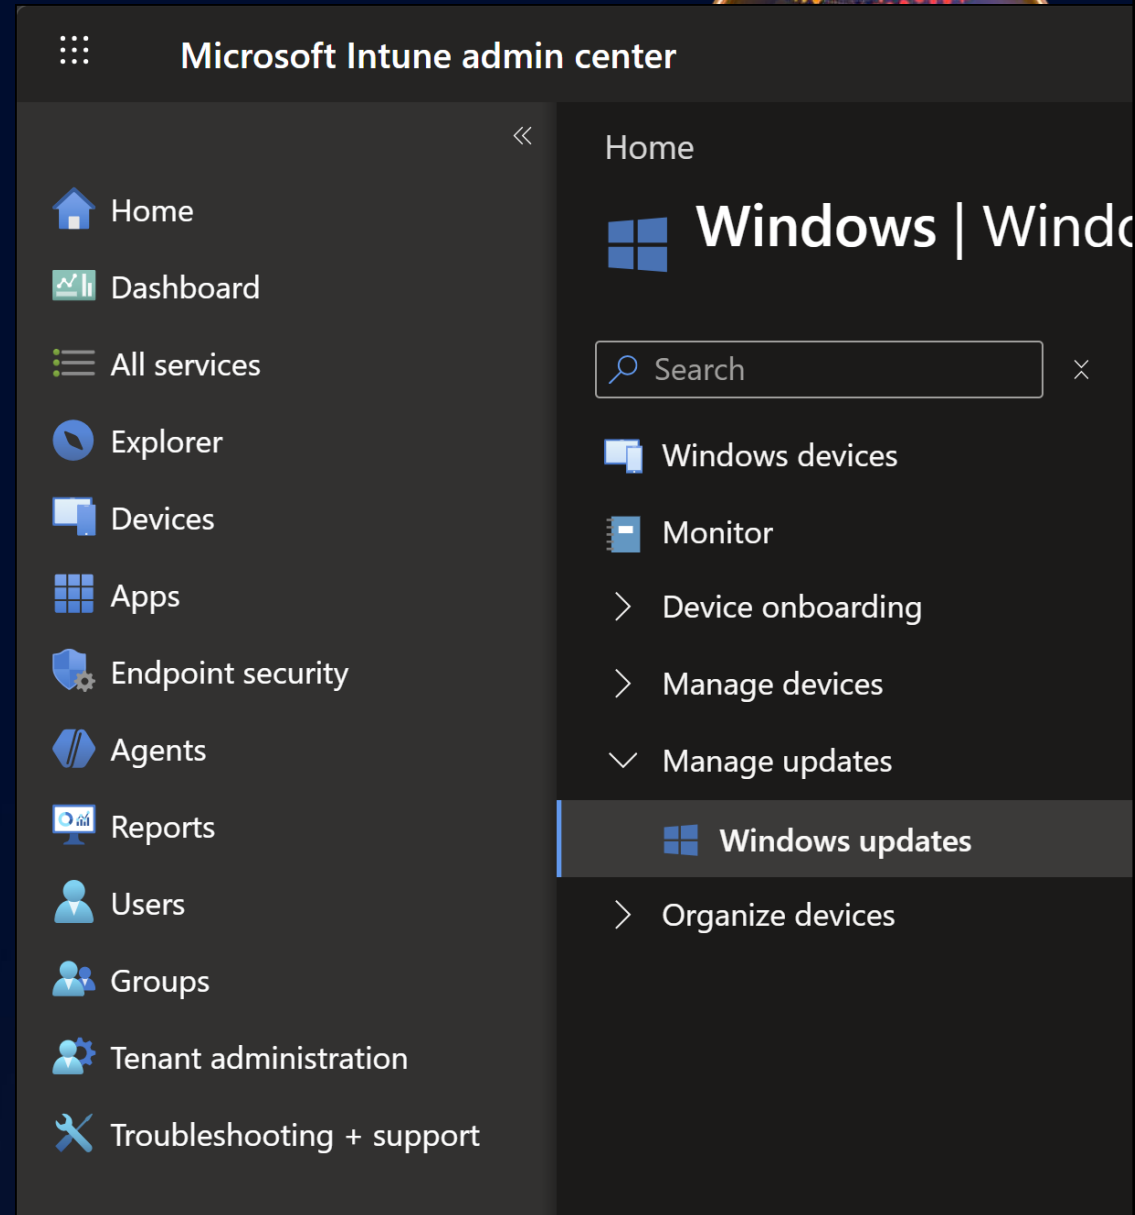 Microsoft Intune admin center
Home
Dashboard
All services
Explorer
Devices
Apps
Endpoint security
Agents
Reports
Users
Groups
Tenant administration
Troubleshooting + support
Home
Windows |
Search
Windows devices
Monitor
Device onboarding
Manage devices
Manage updates
Windows updates
Organize devices